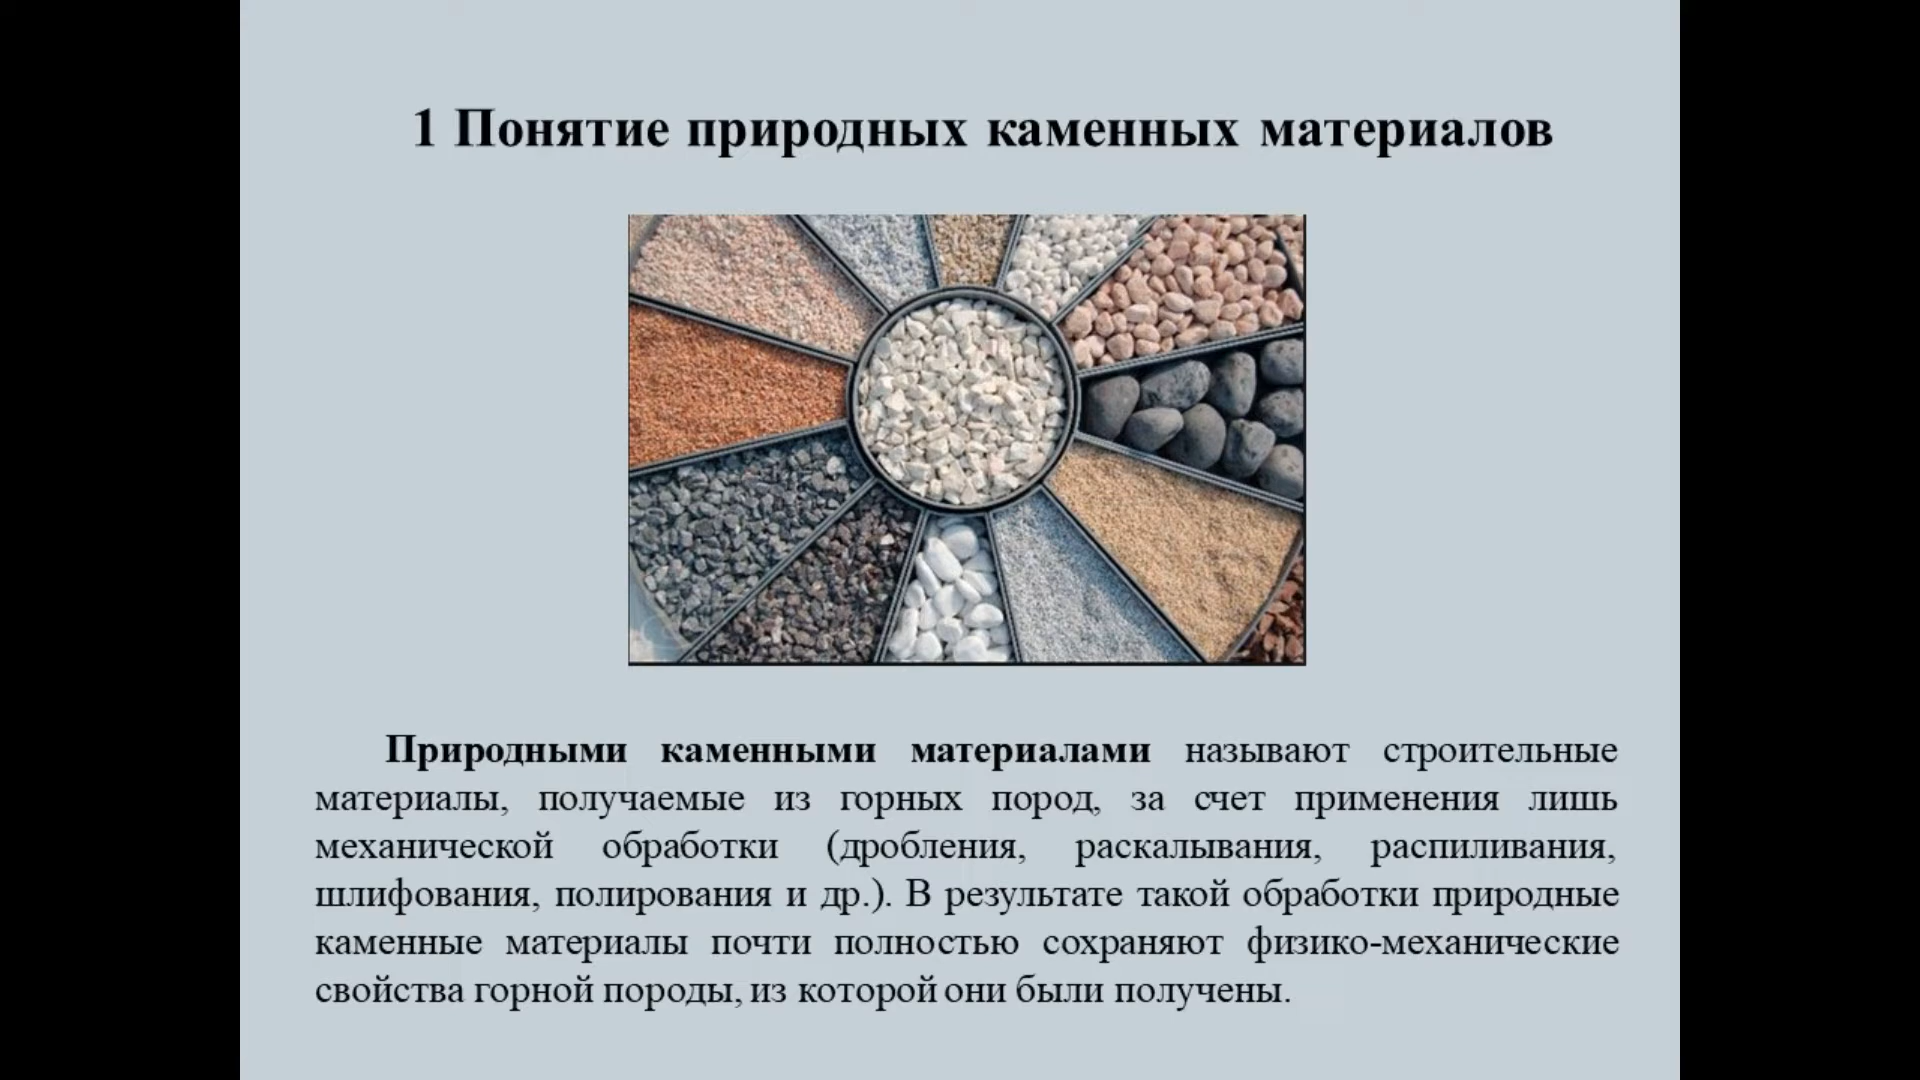 1 Понятие природных каменных материалов
Природными каменными материалами называют строительные
материалы, получаемые из горных пород, за счет применения лишь
механической обработки (дробления, раскалывания, распиливания,
шлифования, полирования и др.). В результате такой обработки природные
каменные материалы почти полностью сохраняют физико-механические
свойства горной породы, из которой они были получены.